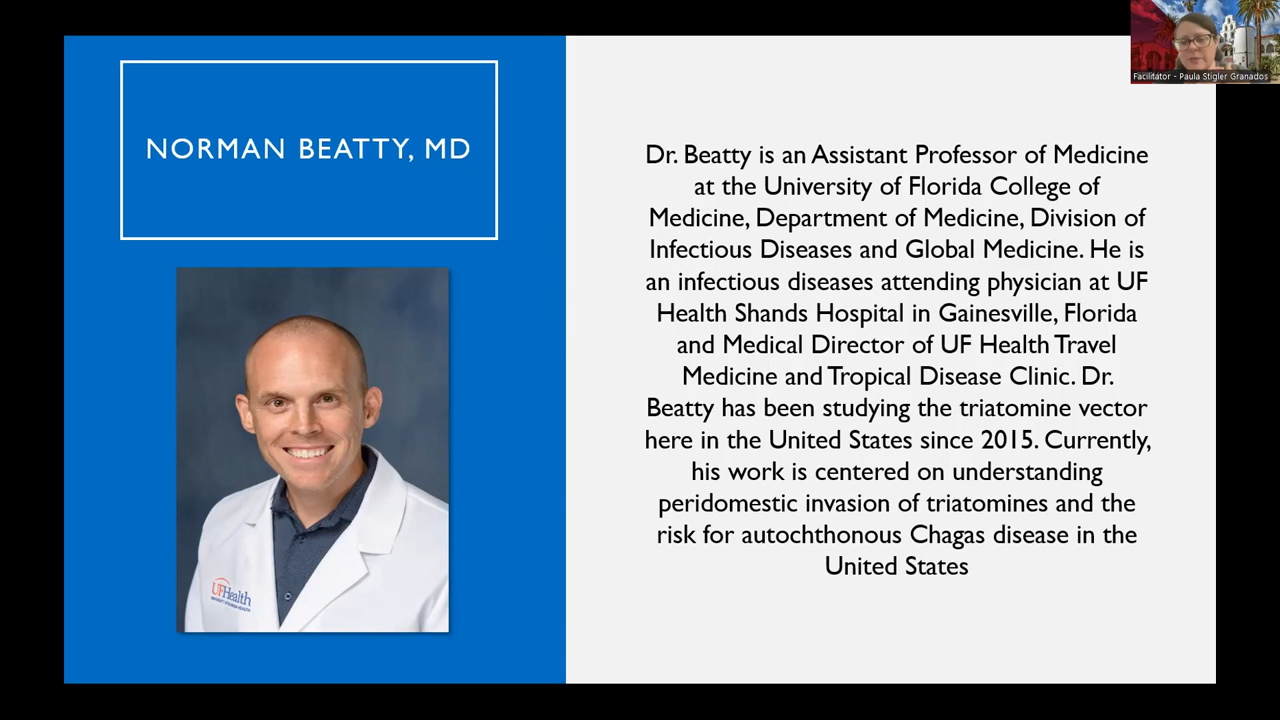 Facilitator - Paula Stigler Granados
NORMAN BEATTY, MD
UFHealth
Dr. Beatty is an Assistant Professor of Medicine
at the University of Florida College of
Medicine, Department of Medicine, Division of
Infectious Diseases and Global Medicine. He is
an infectious diseases attending physician at UF
Health Shands Hospital in Gainesville, Florida
and Medical Director of UF Health Travel
Medicine and Tropical Disease Clinic. Dr.
Beatty has been studying the triatomine vector
here in the United States since 2015. Currently,
his work is centered on understanding
peridomestic invasion of triatomines and the
risk for autochthonous Chagas disease in the
United States